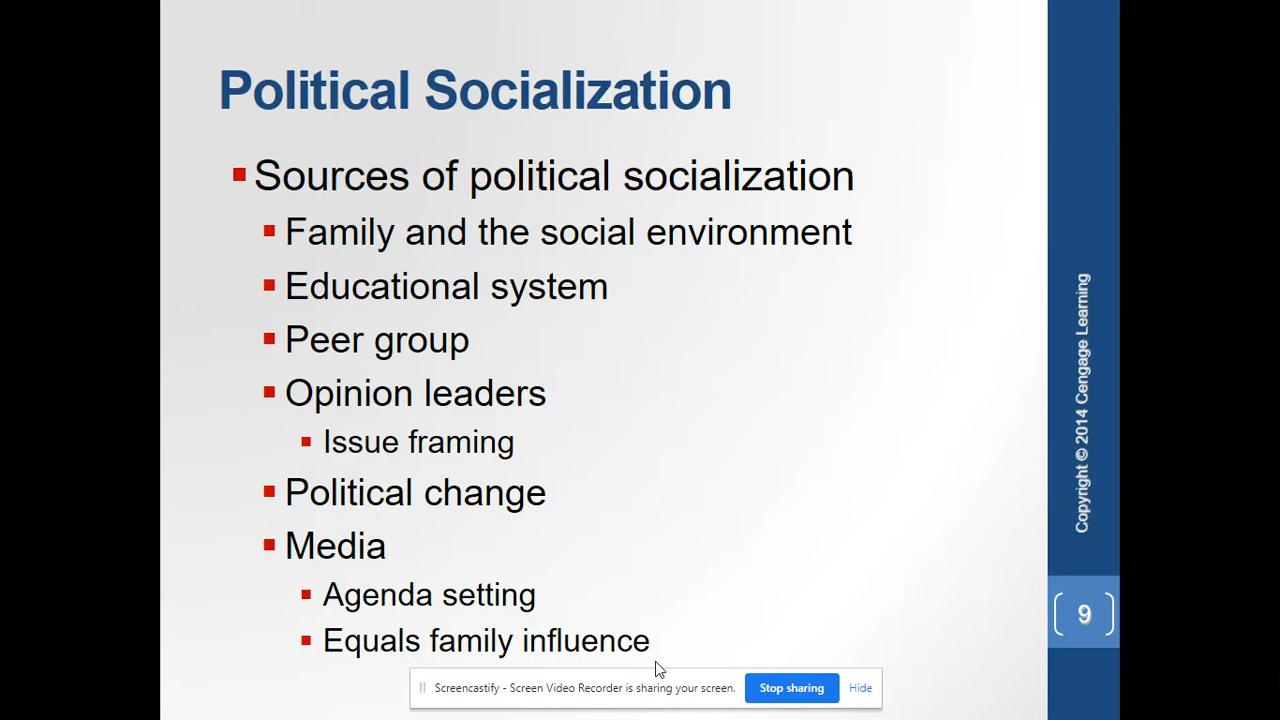 Political Socialization
Sources of political socialization
Family and the social environment
Educational system
Peer group
Opinion leaders
Issue framing
Political change
Media
Agenda setting
Equals family influence
Copyright © 2014 Cengage Learning
9
Screencastify - Screen Video Recorder is sharing your screen.
Stop sharing
Hide